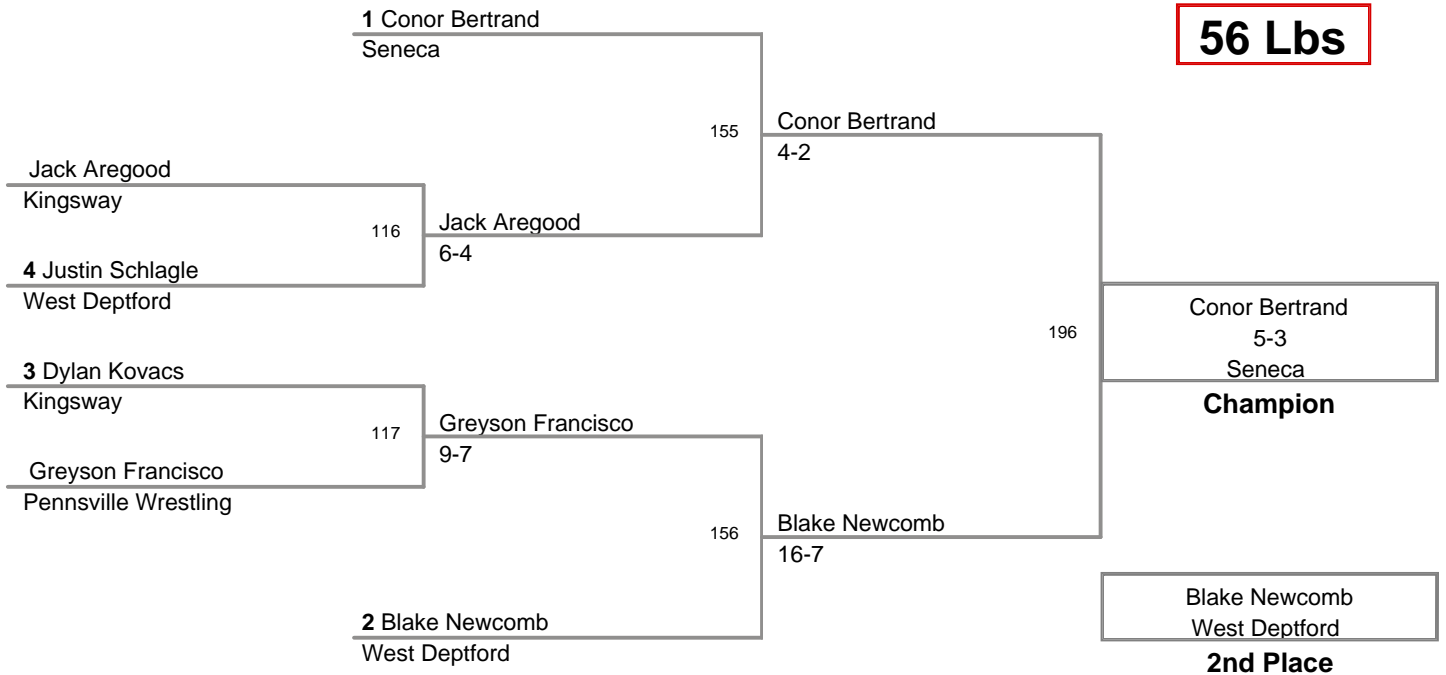 56 Lbs
1 Conor Bertrand
Seneca
155
Conor Bertrand
4-2
Jack Aregood
Kingsway
116
Jack Aregood
6-4
4 Justin Schlagle
West Deptford
196
Conor Bertrand
5-3
Seneca
Champion
3 Dylan Kovacs
Kingsway
117
Greyson Francisco
9-7
Greyson Francisco
Pennsville Wrestling
156
Blake Newcomb
16-7
2 Blake Newcomb
West Deptford
Blake Newcomb
West Deptford
2nd Place